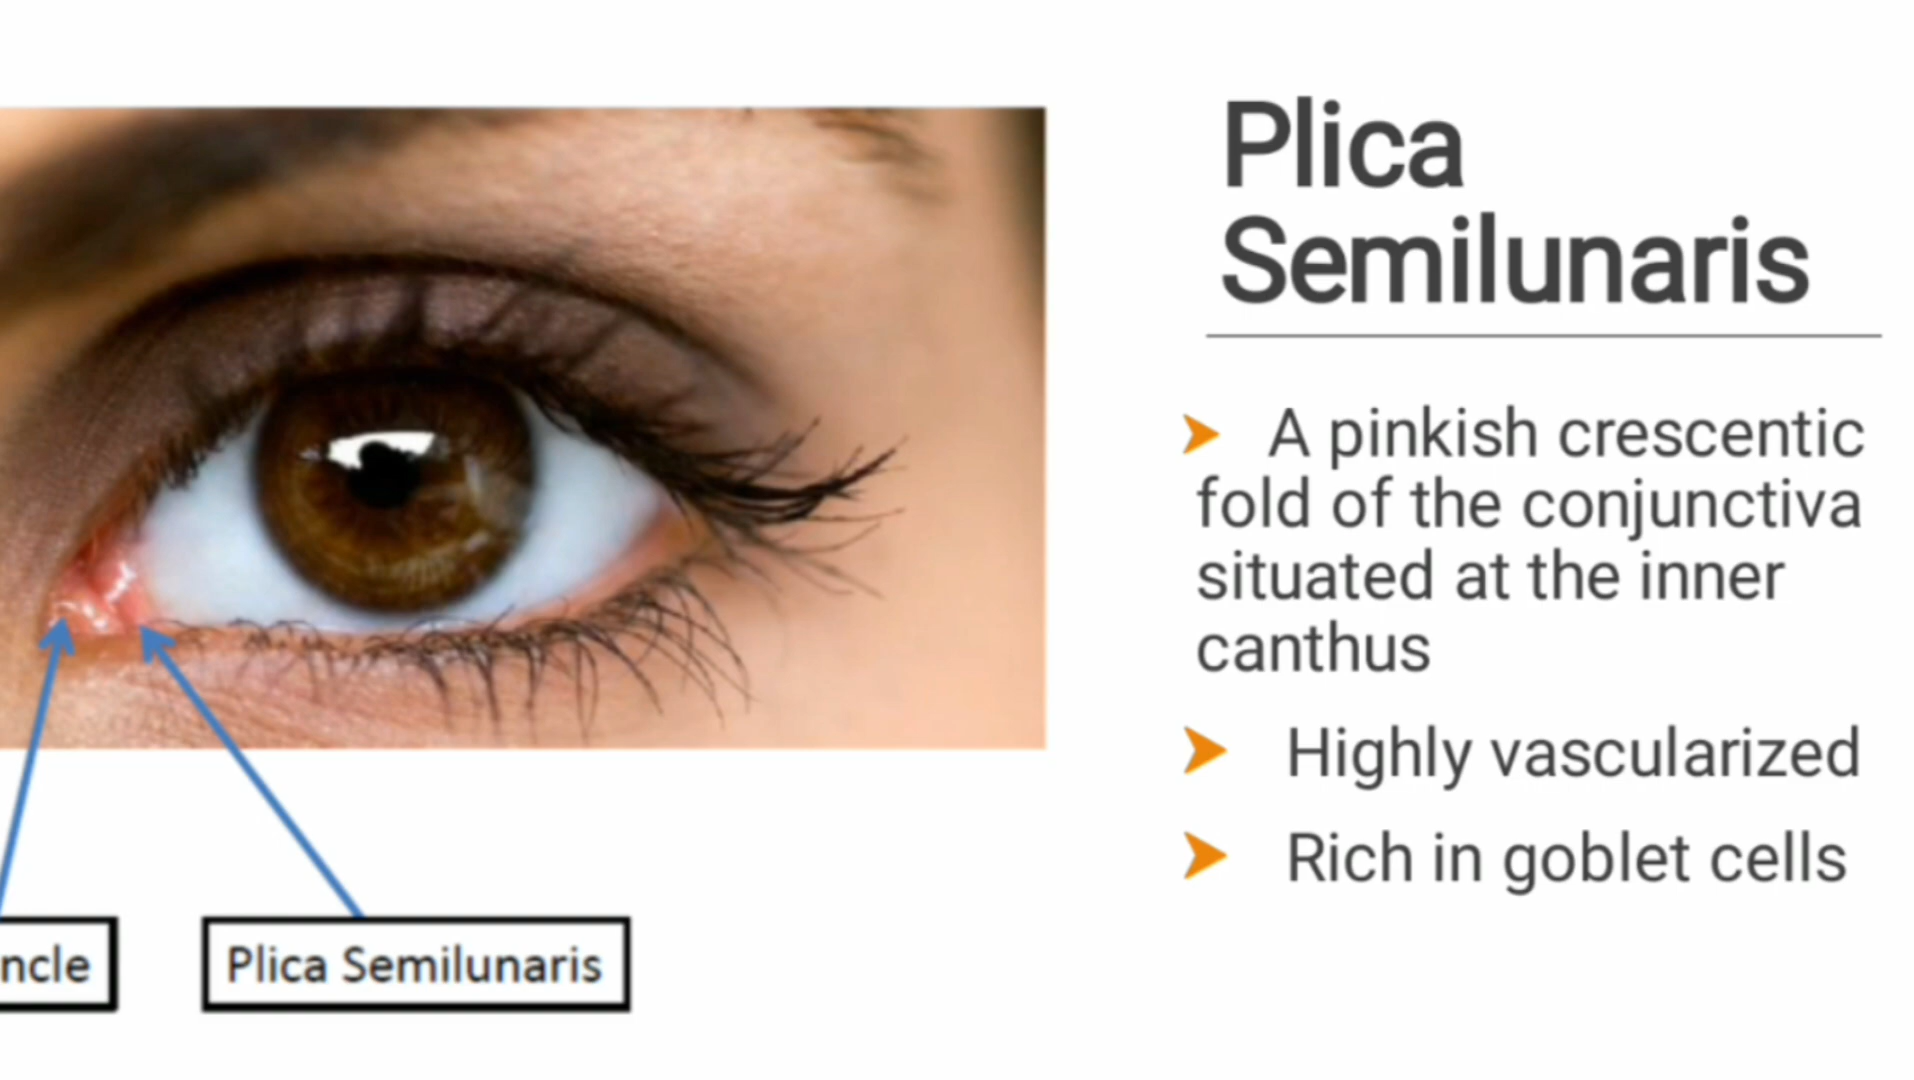 Plica
Semilunaris
➤ A pinkish crescentic
fold of the conjunctiva
situated at the inner
canthus
➤ Highly vascularized
➤ Rich in goblet cells
Plica Semilunaris